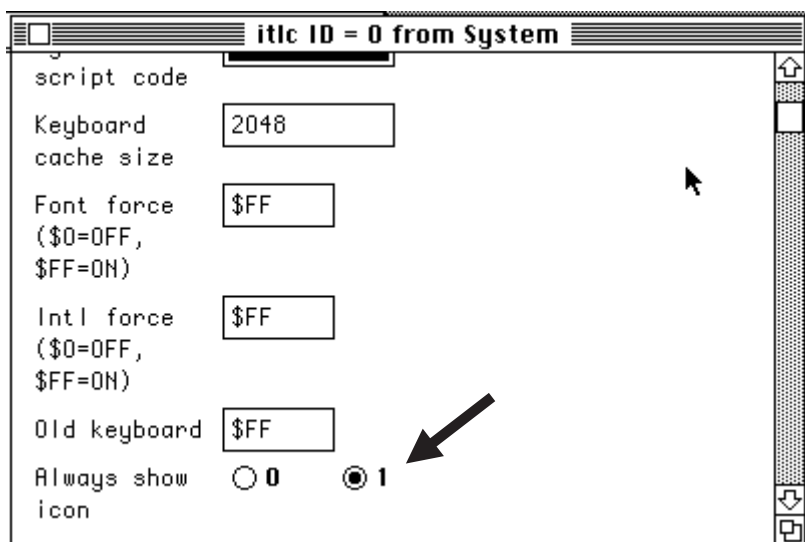 itlc ID = 0 from System
script code
Keyboard 2048
cache size
Font force $FF
($0=OFF,
$FF=ON)
Intl force $FF
($0=OFF,
$FF=ON)
Old keyboard $FF
Always show 0 1
icon